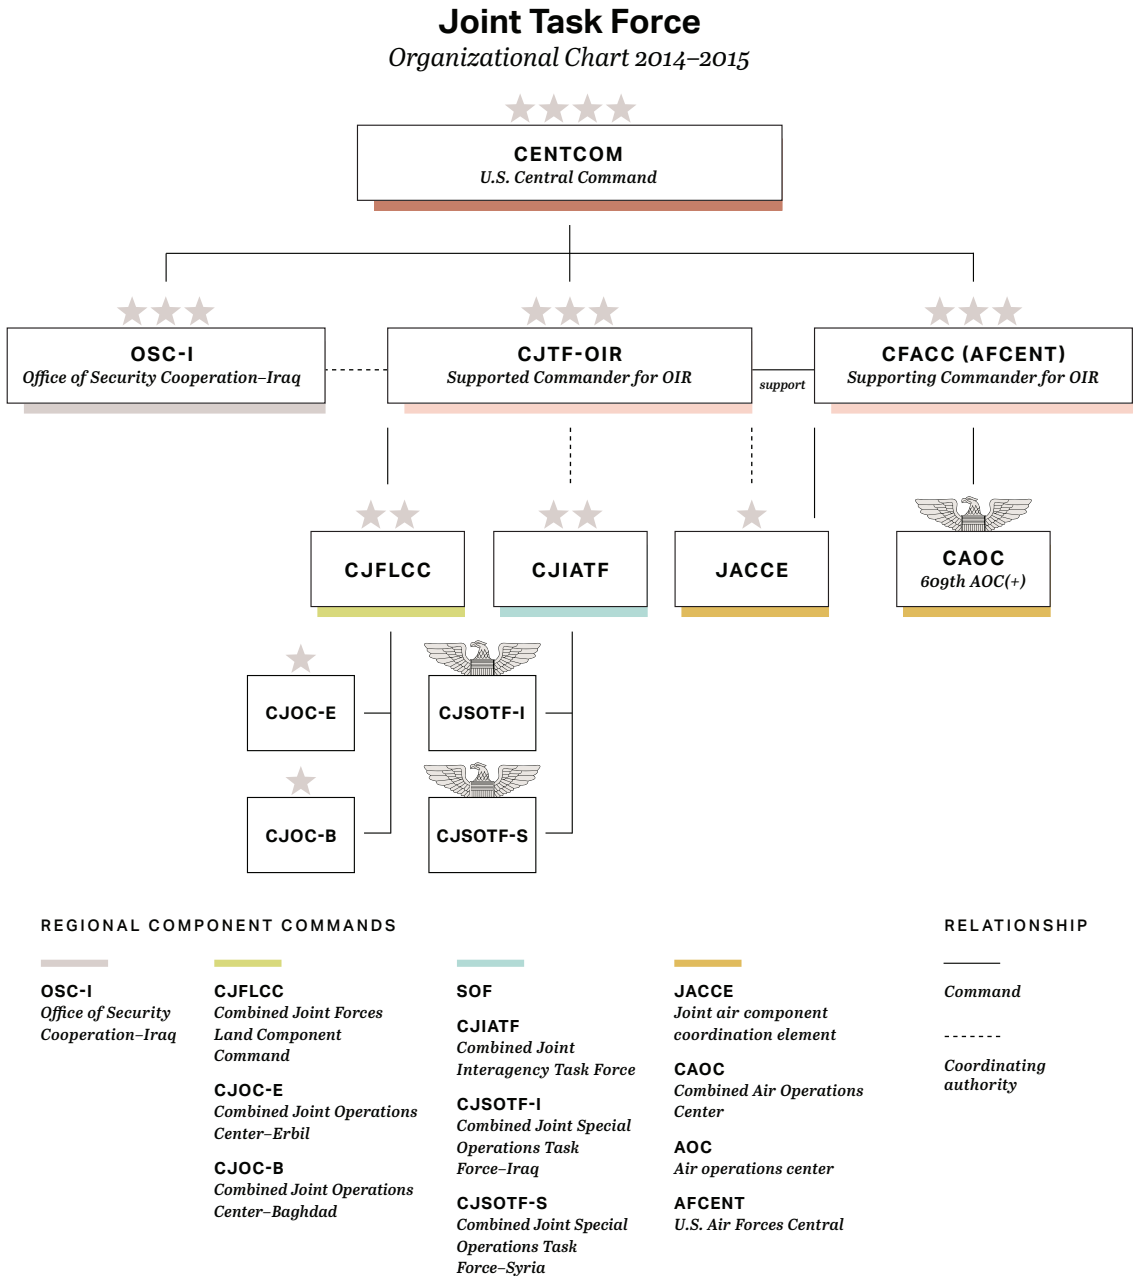 Joint Task Force
Organizational Chart 2014–2015
CENTCOM
U.S. Central Command
OSC-I
Office of Security Cooperation–Iraq
CJTF-OIR
Supported Commander for OIR
support
CFACC (AFCENT)
Supporting Commander for OIR
CJFLCC
CJIATF
JACCE
CAOC
609th AOC(+)
CJOC-E
CJSOTF-I
CJOC-B
CJSOTF-S
REGIONAL COMPONENT COMMANDS
OSC-I
Office of Security
Cooperation–Iraq
CJFLCC
Combined Joint Forces
Land Component
Command
CJOC-E
Combined Joint Operations
Center–Erbil
CJOC-B
Combined Joint Operations
Center–Baghdad
SOF
CJIATF
Combined Joint
Interagency Task Force
CJSOTF-I
Combined Joint Special
Operations Task
Force–Iraq
CJSOTF-S
Combined Joint Special
Operations Task
Force–Syria
JACCE
Joint air component
coordination element
CAOC
Combined Air Operations
Center
AOC
Air operations center
AFCENT
U.S. Air Forces Central
RELATIONSHIP
Command
Coordinating
authority